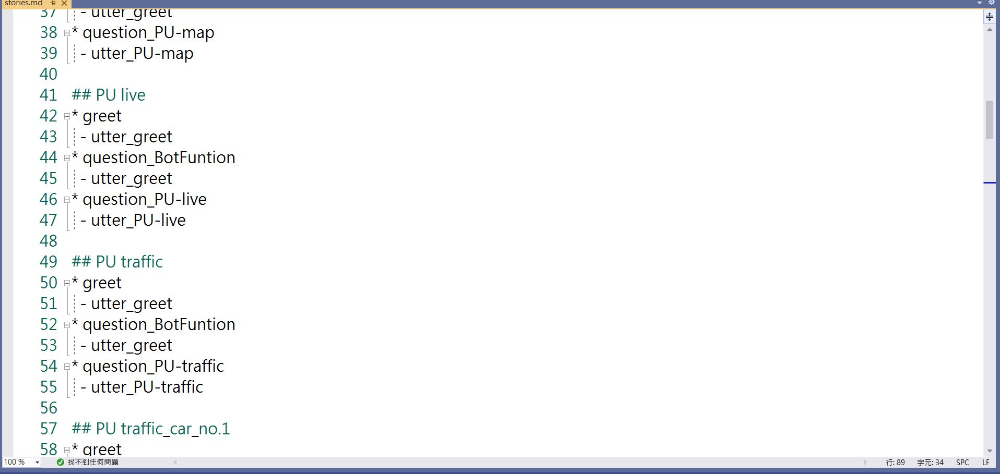 stories.md
37 - utter_greet
38 * question_PU-map
39 - utter_PU-map
40
41 ## PU live
42 * greet
43 - utter_greet
44 * question_BotFuntion
45 - utter_greet
46 * question_PU-live
47 - utter_PU-live
48
49 ## PU traffic
50 * greet
51 - utter_greet
52 * question_BotFuntion
53 - utter_greet
54 * question_PU-traffic
55 - utter_PU-traffic
56
57 ## PU traffic_car_no.1
58 * greet
100 % 找不到任何問題 行: 89 字元: 34 SPC LF